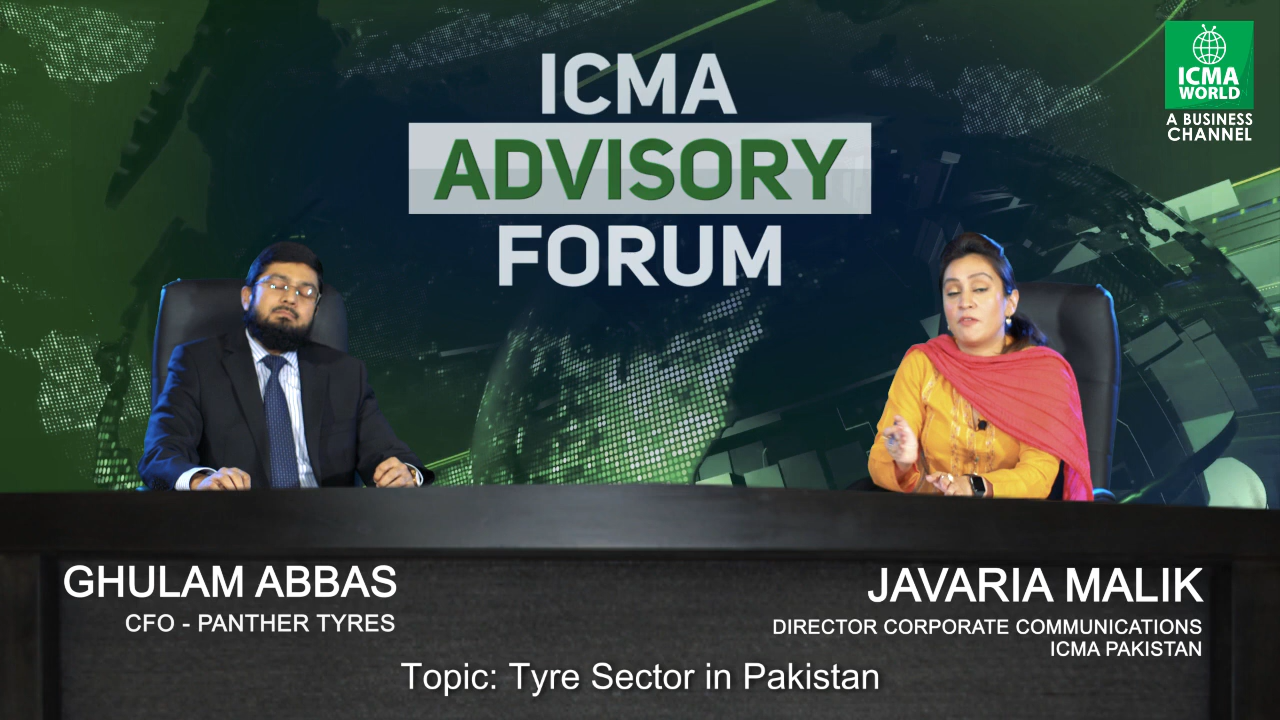 ICMA
ADVISORY
FORUM
ICMA
WORLD
A BUSINESS
CHANNEL
GHULAM ABBAS
CFO - PANTHER TYRES
JAVARIA MALIK
DIRECTOR CORPORATE COMMUNICATIONS
ICMA PAKISTAN
Topic: Tyre Sector in Pakistan